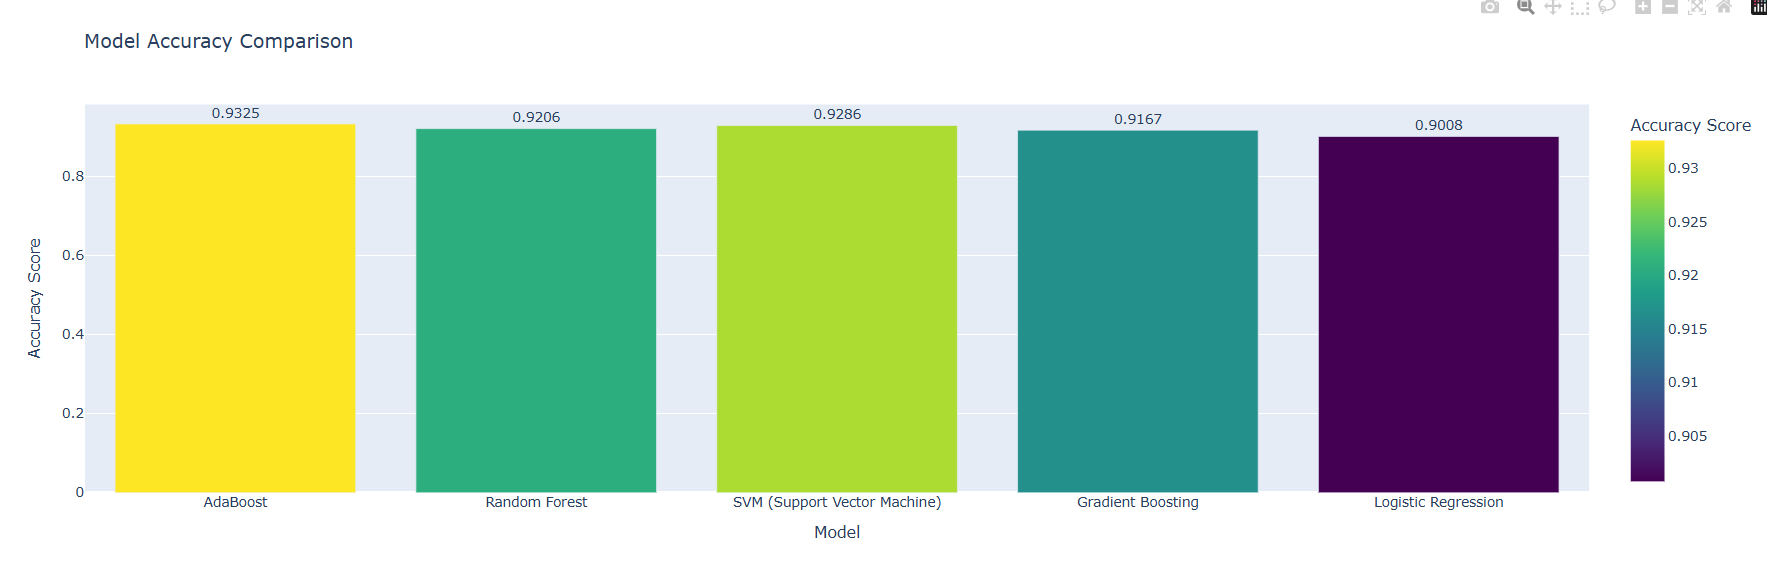 Model Accuracy Comparison
0.9325
0.9206
0.9286
0.9167
0.9008
Accuracy Score
0.8
0.6
0.4
0.2
0
Accuracy Score
AdaBoost
Random Forest
SVM (Support Vector Machine)
Gradient Boosting
Logistic Regression
Model
0.93
0.925
0.92
0.915
0.91
0.905